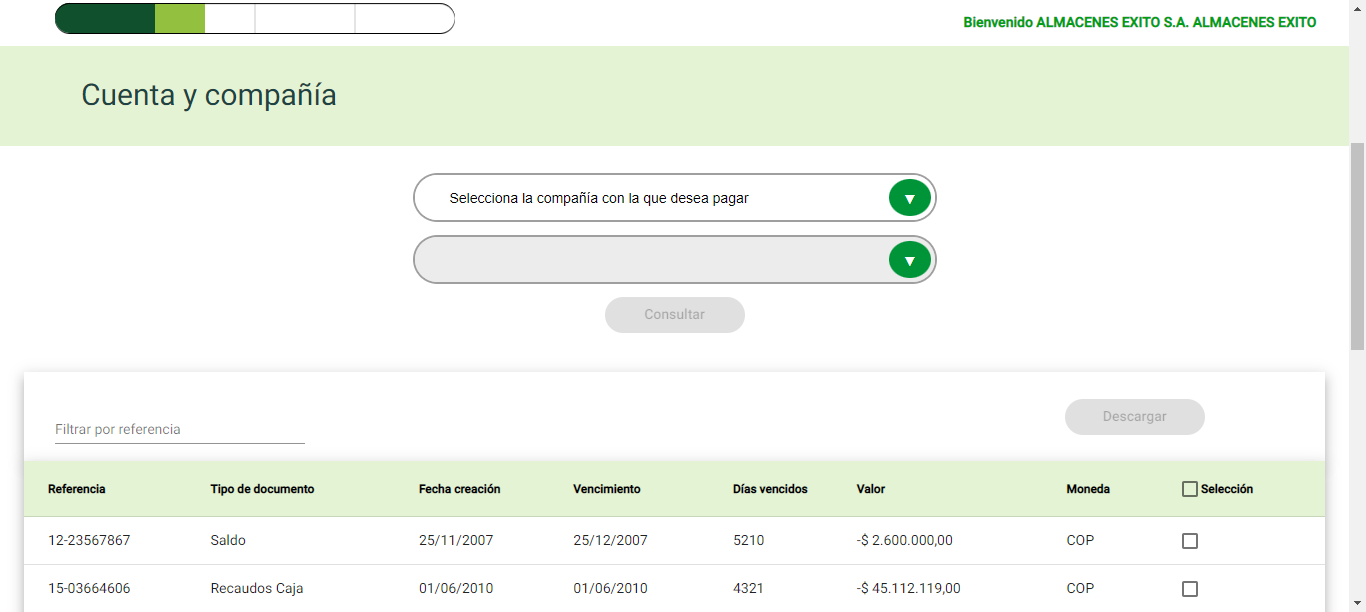 Bienvenido ALMACENES EXITO S.A. ALMACENES EXITO
Cuenta y compañía
Selecciona la compañía con la que desea pagar
Consultar
Descargar
Filtrar por referencia
Referencia Tipo de documento Fecha creación Vencimiento Días vencidos Valor Moneda Selección
12-23567867 Saldo 25/11/2007 25/12/2007 5210 -$ 2.600.000,00 COP
15-03664606 Recaudos Caja 01/06/2010 01/06/2010 4321 -$ 45.112.119,00 COP